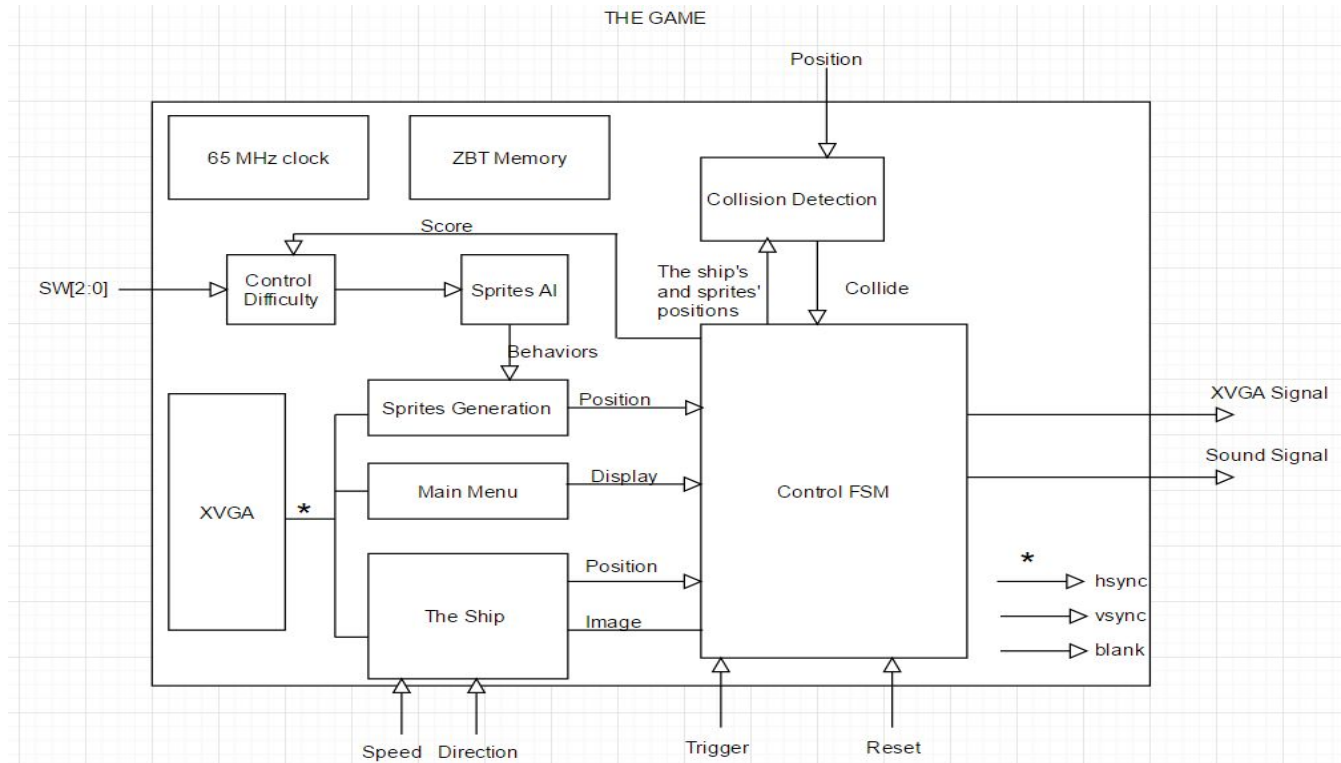 THE GAME
Position
65 MHz clock
ZBT Memory
Collision Detection
Score
SW[2:0]
Control
Difficulty
Sprites AI
The ship's
and sprites'
positions
Collide
Behaviors
Sprites Generation
Position
XVGA Signal
Main Menu
Display
Sound Signal
XVGA
*
Control FSM
The Ship
Position
Image
*
hsync
vsync
blank
Speed
Direction
Trigger
Reset